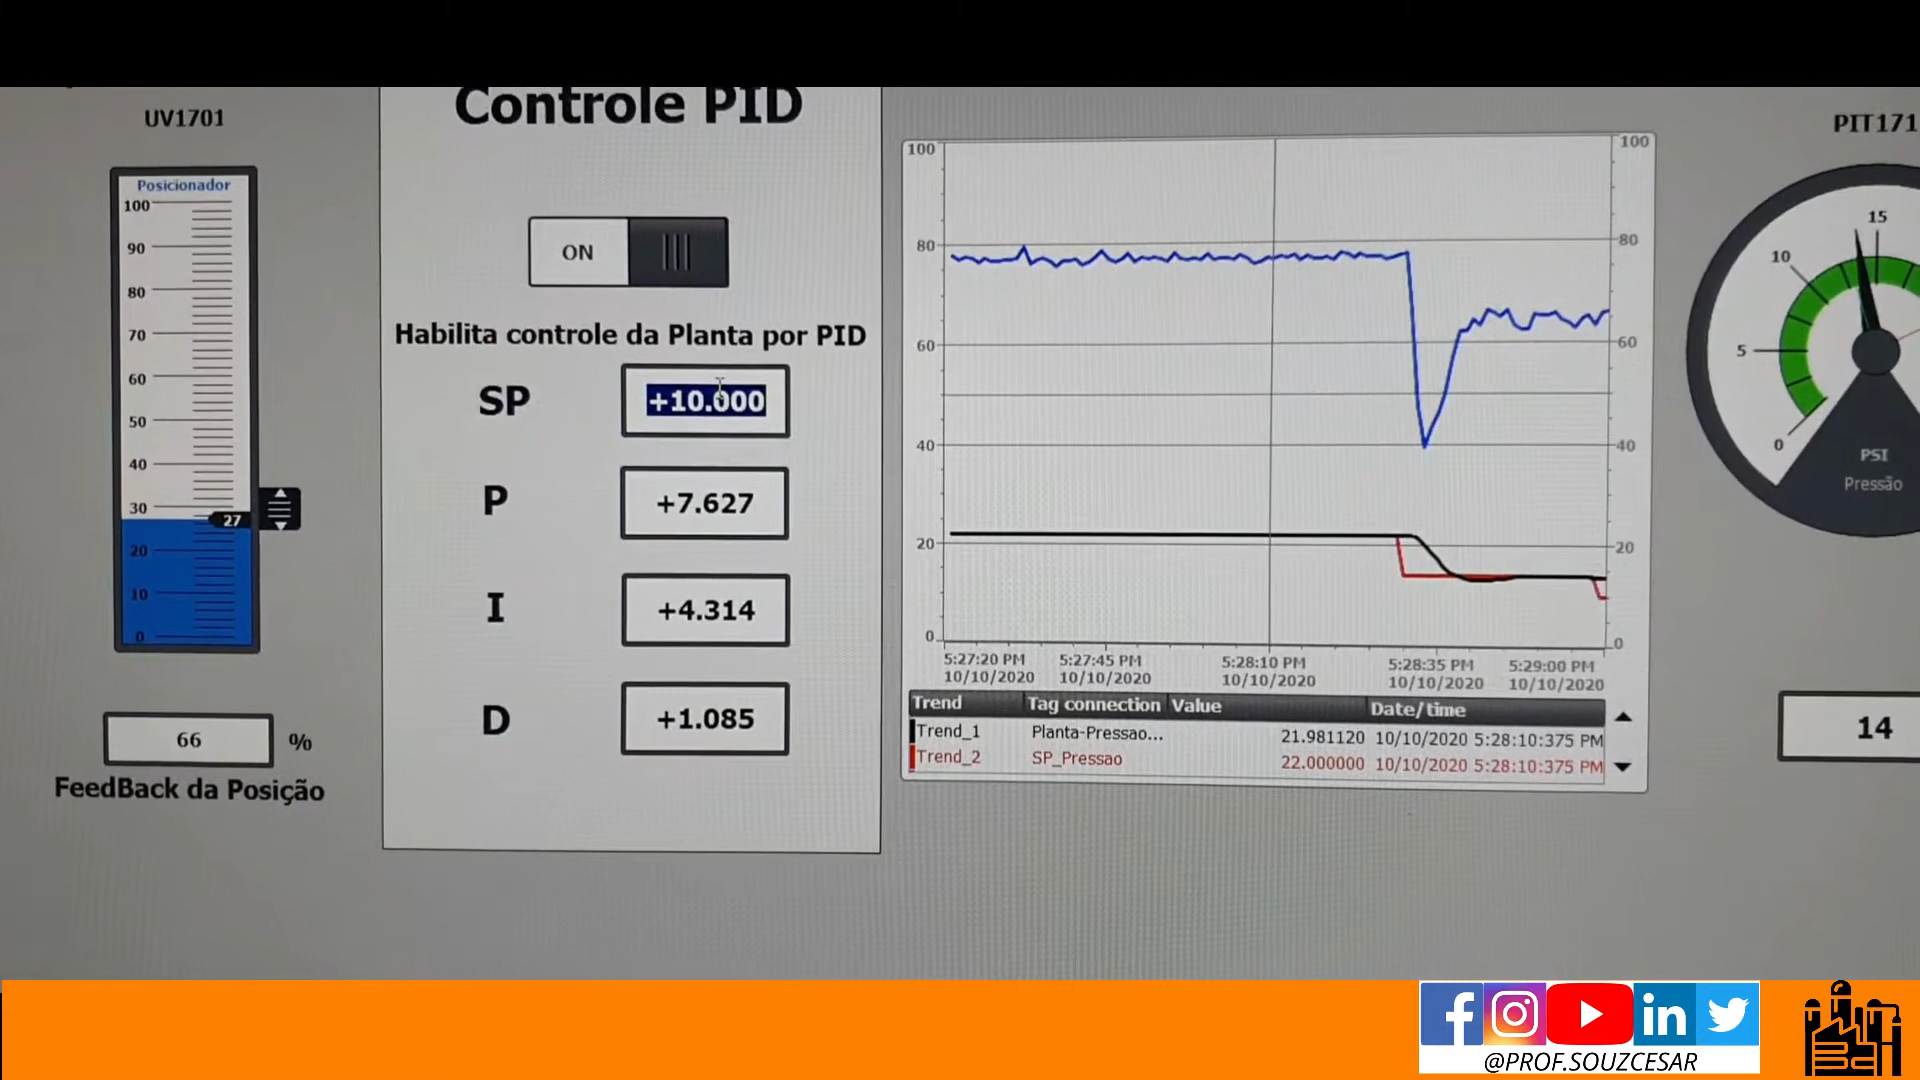 UV1701
Controle PID
PIT171
Posicionador
100
90
80
70
60
50
40
30
27
20
10
0
ON
Habilita controle da Planta por PID
SP
+10.000
P
+7.627
I
+4.314
D
+1.085
66
%
FeedBack da Posição
100
80
60
40
20
0
100
80
60
40
20
0
5:27:20 PM 5:27:45 PM 5:28:10 PM 5:28:35 PM 5:29:00 PM
10/10/2020 10/10/2020 10/10/2020 10/10/2020 10/10/2020
Trend Tag connection Value Date/time
Trend_1 Planta-Pressao... 21.981120 10/10/2020 5:28:10:375 PM
Trend_2 SP_Pressao 22.000000 10/10/2020 5:28:10:375 PM
15
10
5
0
PSI
Pressão
14
@PROF.SOUZCESAR